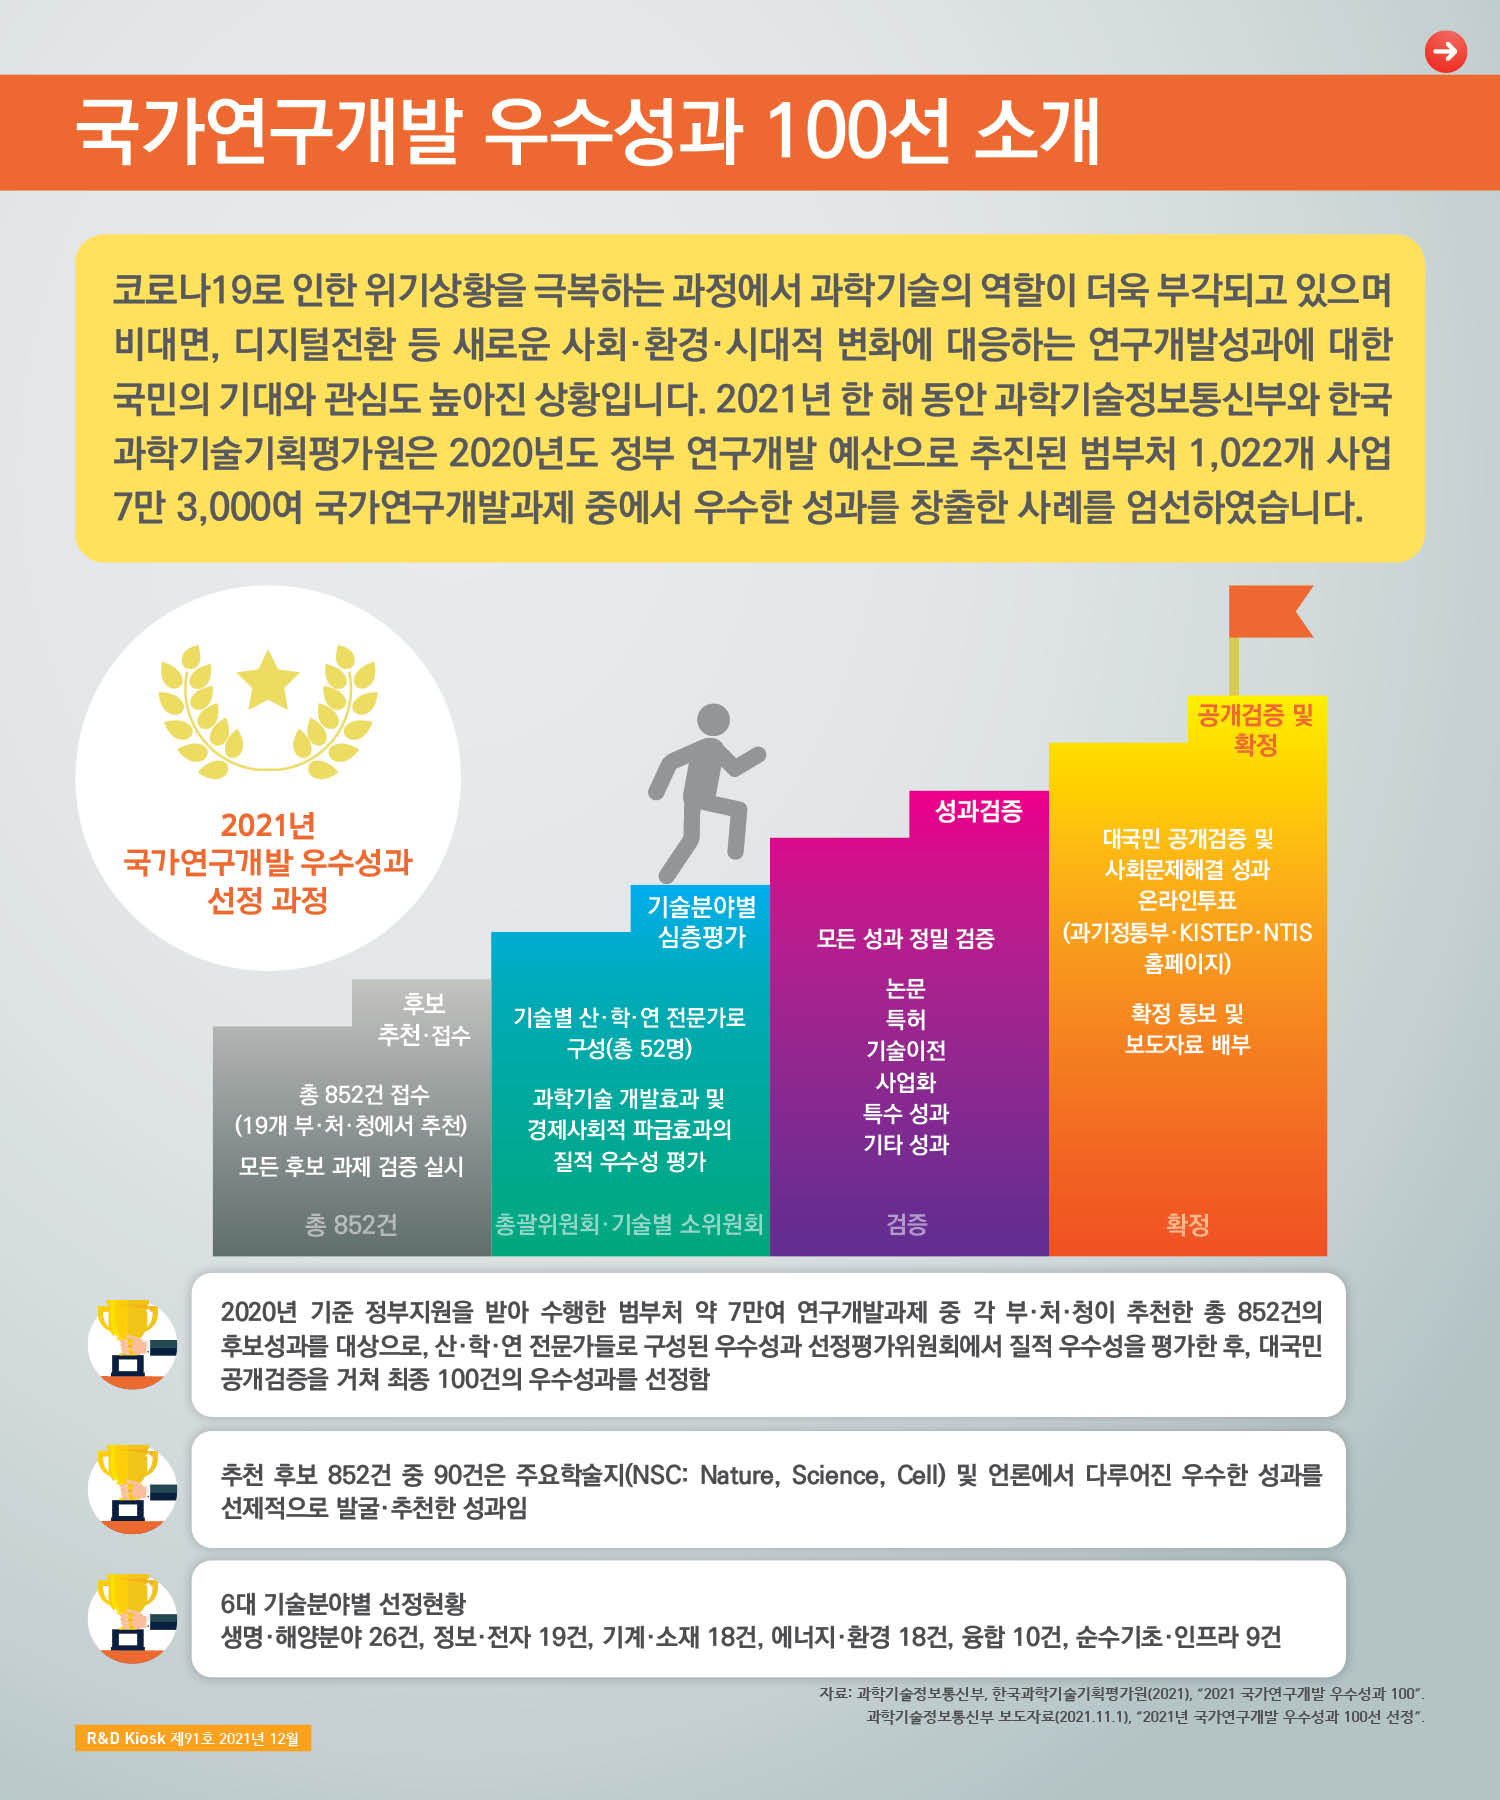 국가연구개발 우수성과 100선 소개
코로나19로 인한 위기상황을 극복하는 과정에서 과학기술의 역할이 더욱 부각되고 있으며
비대면, 디지털전환 등 새로운 사회·환경·시대적 변화에 대응하는 연구개발성과에 대한
국민의 기대와 관심도 높아진 상황입니다. 2021년 한 해 동안 과학기술정보통신부와 한국
과학기술기획평가원은 2020년도 정부 연구개발 예산으로 추진된 범부처 1,022개 사업
7만 3,000여 국가연구개발과제 중에서 우수한 성과를 창출한 사례를 엄선하였습니다.
2021년
국가연구개발 우수성과
선정 과정
후보
추천·접수
총 852건 접수
(19개 부·처·청에서 추천)
모든 후보 과제 검증 실시
총 852건
기술분야별
심층평가
기술별 산·학·연 전문가로
구성(총 52명)
과학기술 개발효과 및
경제사회적 파급효과의
질적 우수성 평가
총괄위원회·기술별 소위원회
성과검증
모든 성과 정밀 검증
논문
특허
기술이전
사업화
특수 성과
기타 성과
검증
공개검증 및
확정
대국민 공개검증 및
사회문제해결 성과
온라인투표
(과기정통부·KISTEP·NTIS
홈페이지)
확정 통보 및
보도자료 배부
확정
2020년 기준 정부지원을 받아 수행한 범부처 약 7만여 연구개발과제 중 각 부·처·청이 추천한 총 852건의
후보성과를 대상으로, 산·학·연 전문가들로 구성된 우수성과 선정평가위원회에서 질적 우수성을 평가한 후, 대국민
공개검증을 거쳐 최종 100건의 우수성과를 선정함
추천 후보 852건 중 90건은 주요학술지(NSC: Nature, Science, Cell) 및 언론에서 다루어진 우수한 성과를
선제적으로 발굴·추천한 성과임
6대 기술분야별 선정현황
생명·해양분야 26건, 정보·전자 19건, 기계·소재 18건, 에너지·환경 18건, 융합 10건, 순수기초·인프라 9건
자료: 과학기술정보통신부, 한국과학기술기획평가원(2021), “2021 국가연구개발 우수성과 100”.
과학기술정보통신부 보도자료(2021.11.1), “2021년 국가연구개발 우수성과 100선 선정”.
R&D Kiosk 제91호 2021년 12월